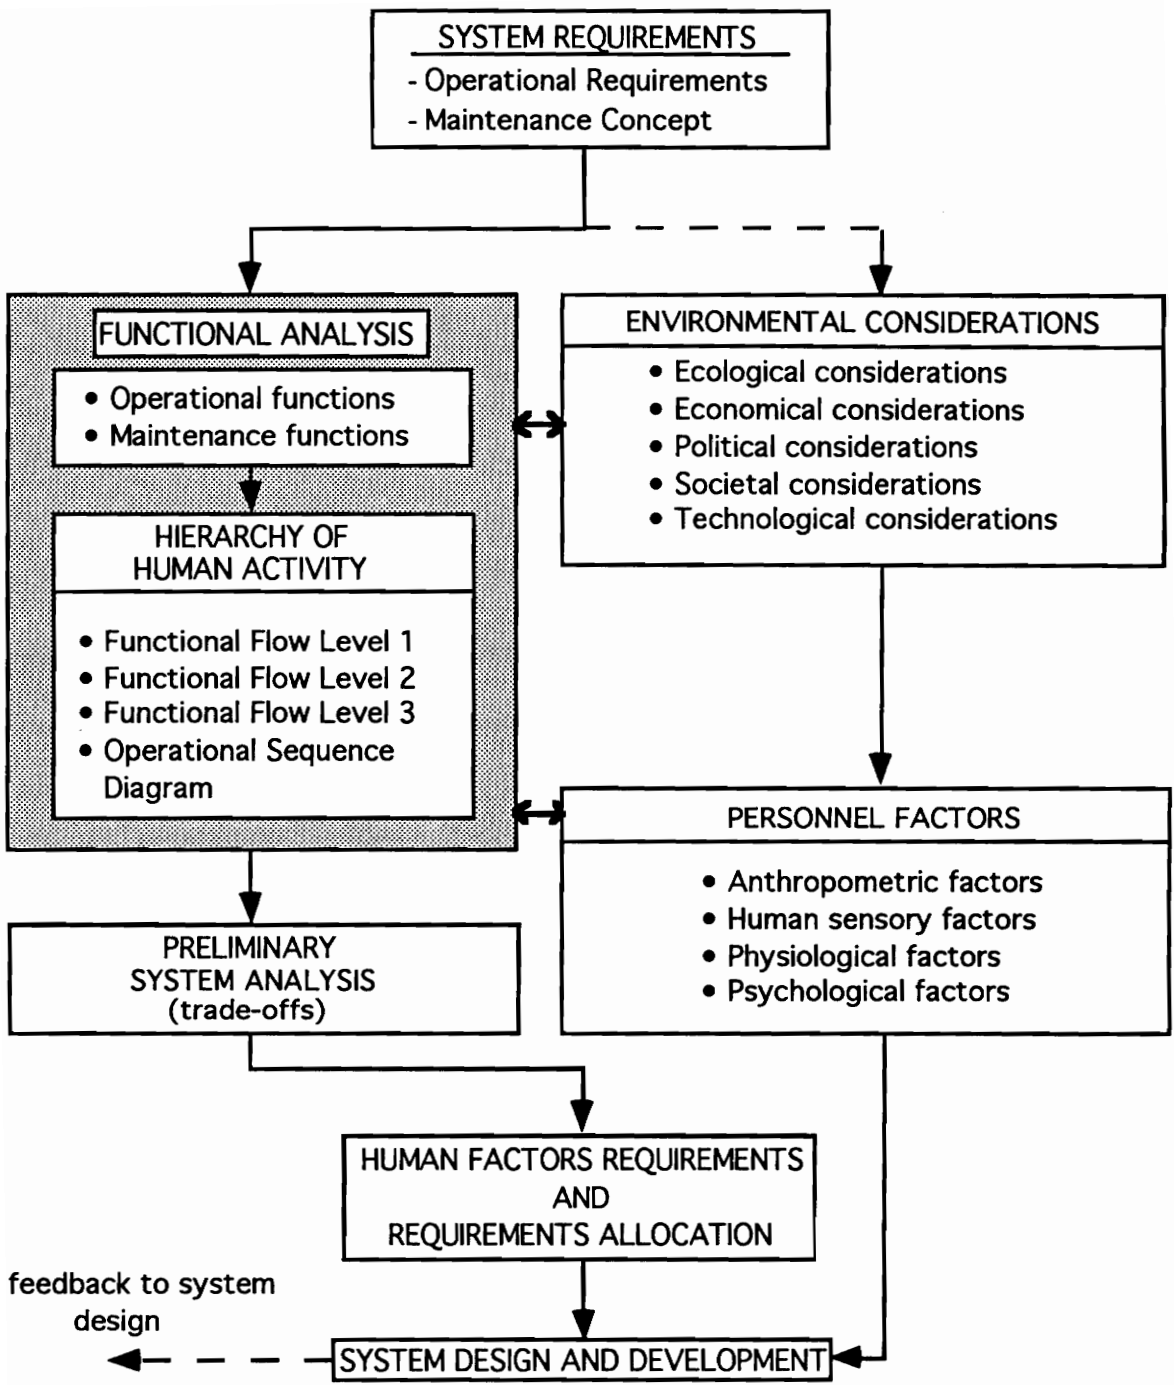 SYSTEM REQUIREMENTS
- Operational Requirements
- Maintenance Concept
FUNCTIONAL ANALYSIS
• Operational functions
• Maintenance functions
HIERARCHY OF
HUMAN ACTIVITY
• Functional Flow Level 1
• Functional Flow Level 2
• Functional Flow Level 3
• Operational Sequence
Diagram
ENVIRONMENTAL CONSIDERATIONS
• Ecological considerations
• Economical considerations
• Political considerations
• Societal considerations
• Technological considerations
PERSONNEL FACTORS
• Anthropometric factors
• Human sensory factors
• Physiological factors
• Psychological factors
PRELIMINARY
SYSTEM ANALYSIS
(trade-offs)
HUMAN FACTORS REQUIREMENTS
AND
REQUIREMENTS ALLOCATION
feedback to system
design
SYSTEM DESIGN AND DEVELOPMENT